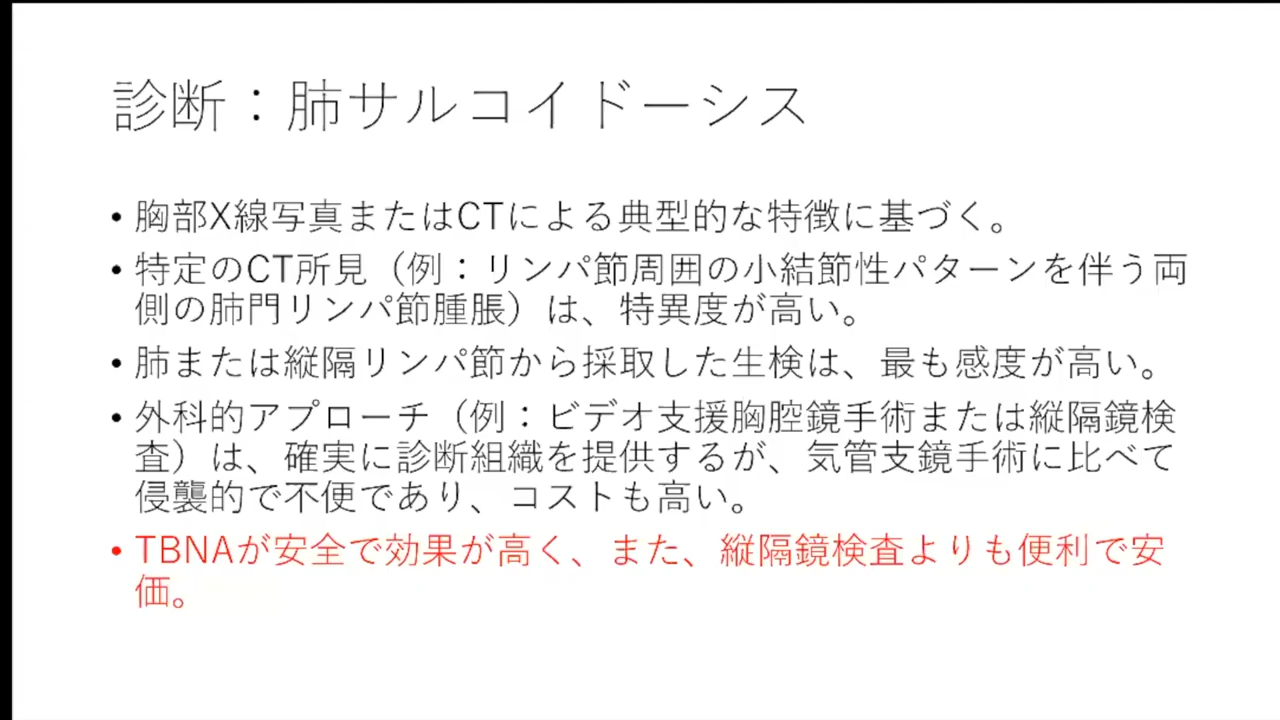 診断：肺サルコイドーシス
• 胸部X線写真またはCTによる典型的な特徴に基づく。
• 特定のCT所見（例：リンパ節周囲の小結節性パターンを伴う両
側の肺門リンパ節腫脹）は、特異度が高い。
• 肺または縦隔リンパ節から採取した生検は、最も感度が高い。
• 外科的アプローチ（例：ビデオ支援胸腔鏡手術または縦隔鏡検
査）は、確実に診断組織を提供するが、気管支鏡手術に比べて
侵襲的で不便であり、コストも高い。
• TBNAが安全で効果が高く、また、縦隔鏡検査よりも便利で安
価。